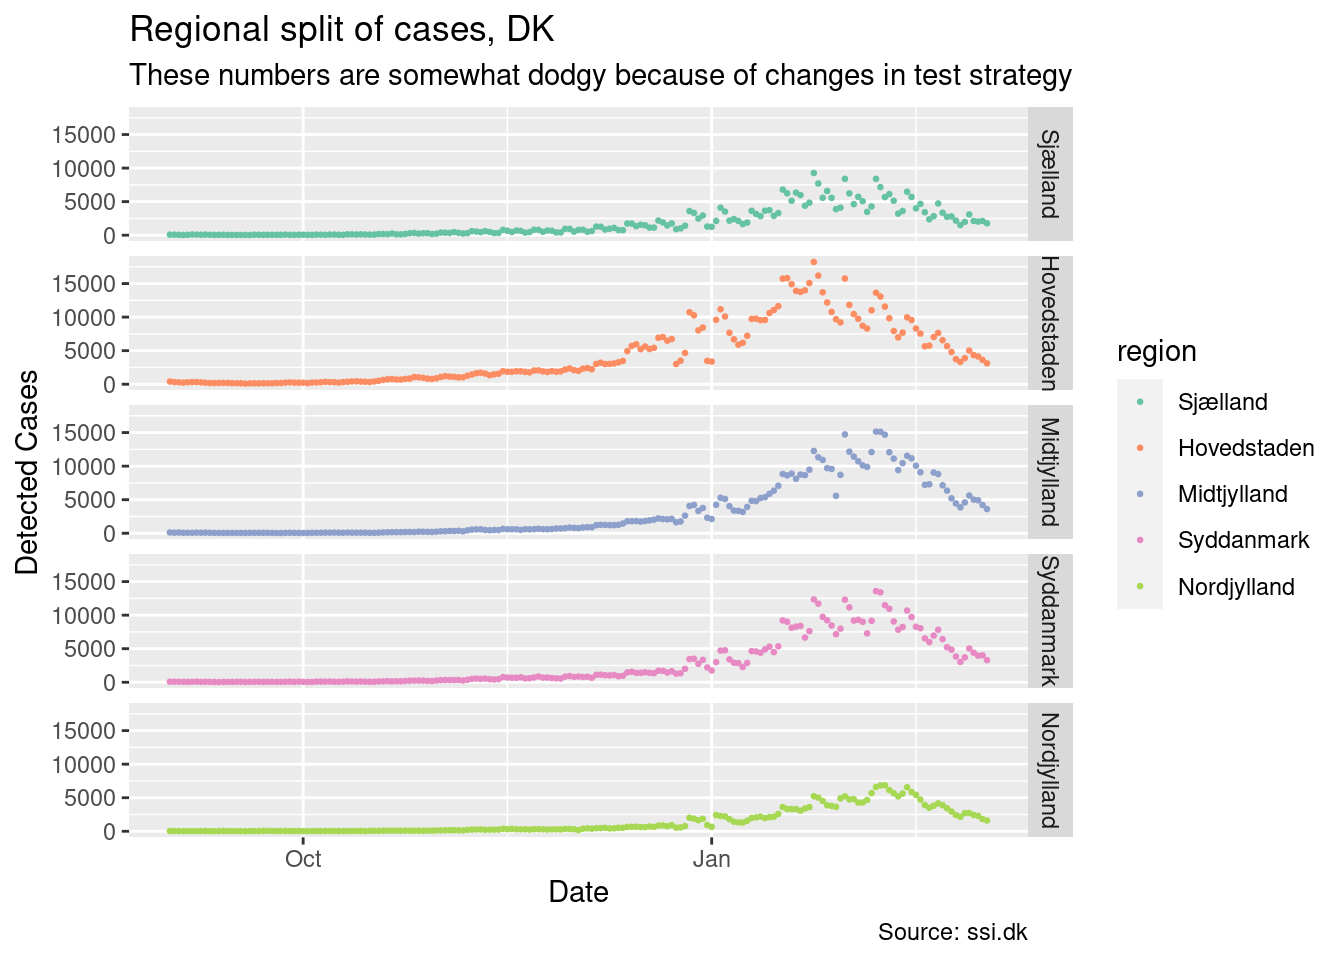 Regional split of cases, DK
These numbers are somewhat dodgy because of changes in test strategy
Detected Cases
15000
10000
5000
0
Sjælland
15000
10000
5000
0
Hovedstaden
15000
10000
5000
0
Midtjylland
15000
10000
5000
0
Syddanmark
15000
10000
5000
0
Nordjylland
Oct
Jan
Date
region
Sjælland
Hovedstaden
Midtjylland
Syddanmark
Nordjylland
Source: ssi.dk